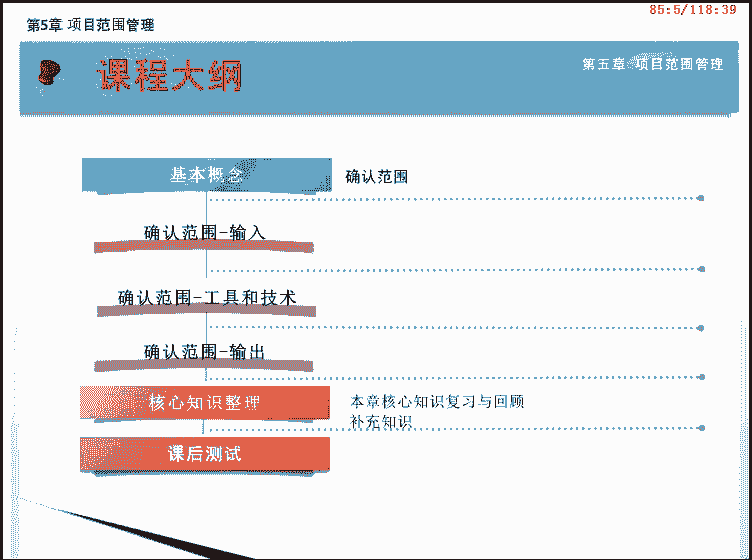 85:5/118:39
第5章 项目范围管理
课程大纲
第五章 项目范围管理
基本概念
确认范围
确认范围-输入
确认范围-工具和技术
确认范围-输出
核心知识整理
本章核心知识复习与回顾
补充知识
课后测试